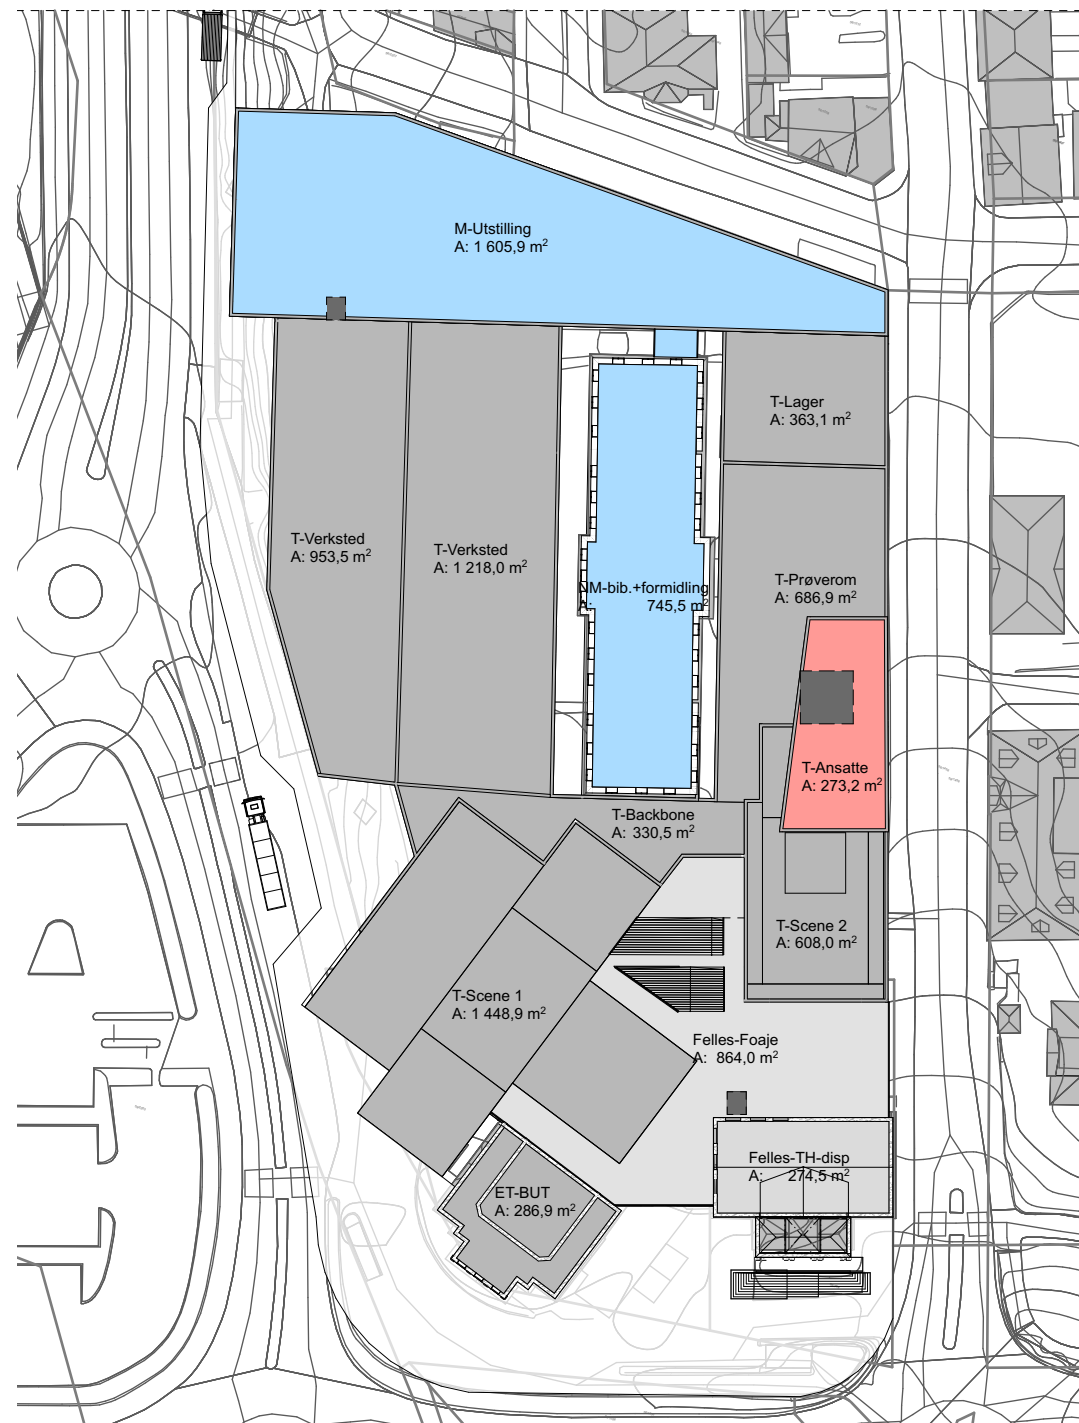 M-Utstilling
A: 1 605,9 m²
T-Lager
A: 363,1 m²
T-Verksted
A: 953,5 m²
T-Verksted
A: 1 218,0 m²
NM-bib.+formidling
A: 745,5 m²
T-Prøverom
A: 686,9 m²
T-Ansatte
A: 273,2 m²
T-Backbone
A: 330,5 m²
T-Scene 2
A: 608,0 m²
T-Scene 1
A: 1 448,9 m²
Felles-Foaje
A: 864,0 m²
Felles-TH-disp
A: 274,5 m²
ET-BUT
A: 286,9 m²